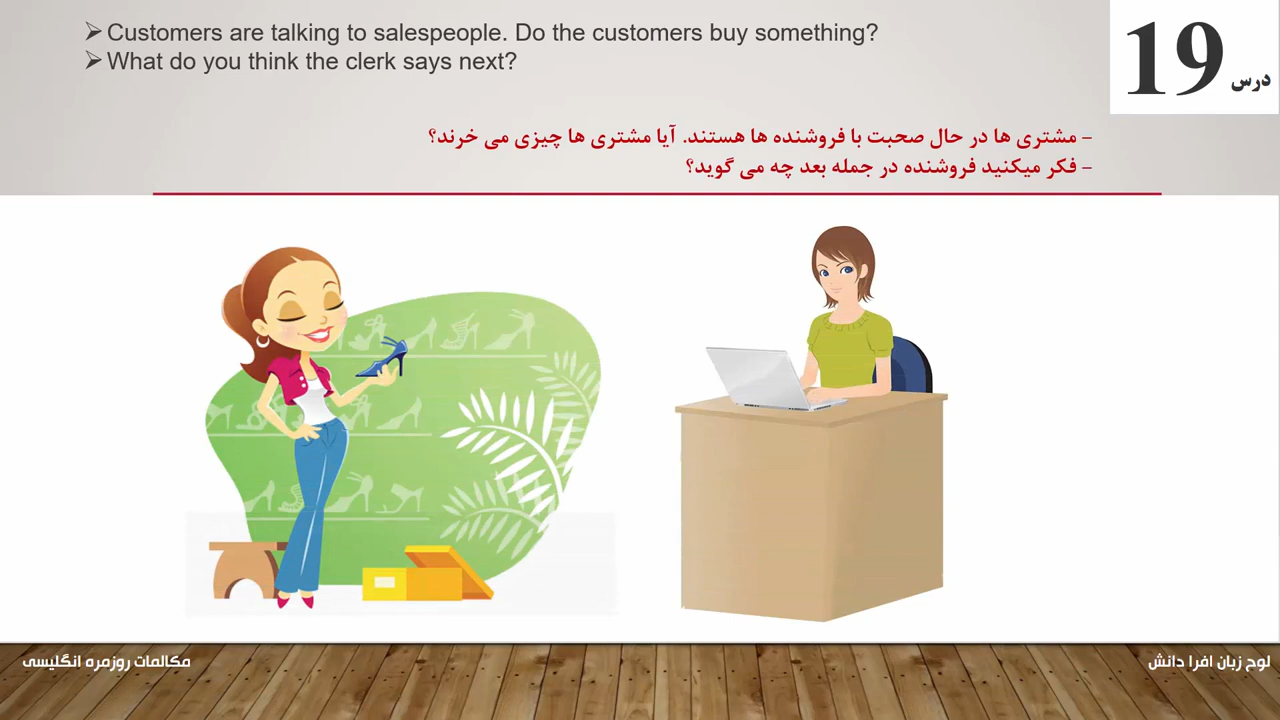 ➢ Customers are talking to salespeople. Do the customers buy something?
➢ What do you think the clerk says next?
درس 19
- مشتری ها در حال صحبت با فروشنده ها هستند. آیا مشتری ها چیزی می خرند؟
- فکر میکنید فروشنده در جمله بعد چه می گوید؟
مکالمات روزمره انگلیسی
لوح زبان افرا دانش